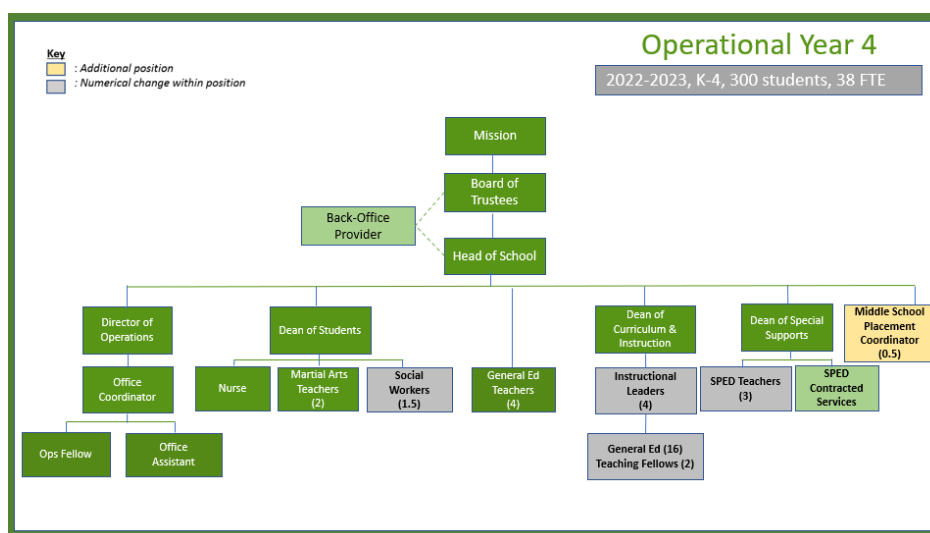 Operational Year 4
Key
: Additional position
: Numerical change within position
2022-2023, K-4, 300 students, 38 FTE
Mission
Board of
Trustees
Back-Office
Provider
Head of School
Director of
Operations
Dean of Students
Dean of
Curriculum &
Instruction
Dean of Special
Supports
Middle School
Placement
Coordinator
(0.5)
Office
Coordinator
Nurse
Martial Arts
Teachers
(2)
Social
Workers
(1.5)
General Ed
Teachers
(4)
Instructional
Leaders
(4)
SPED Teachers
(3)
SPED
Contracted
Services
Ops Fellow
Office
Assistant
General Ed (16)
Teaching Fellows (2)